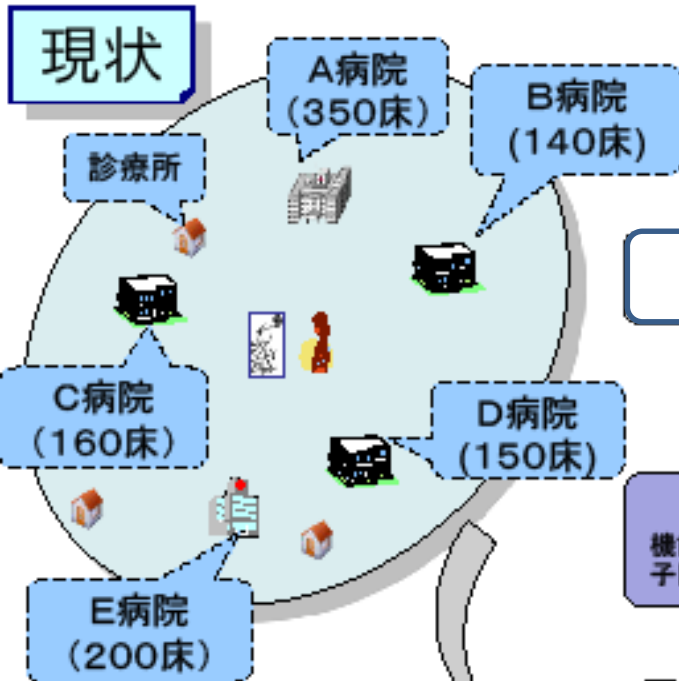 現状
A病院
（350床）
B病院
(140床)
診療所
C病院
（160床）
D病院
(150床)
E病院
（200床）
子